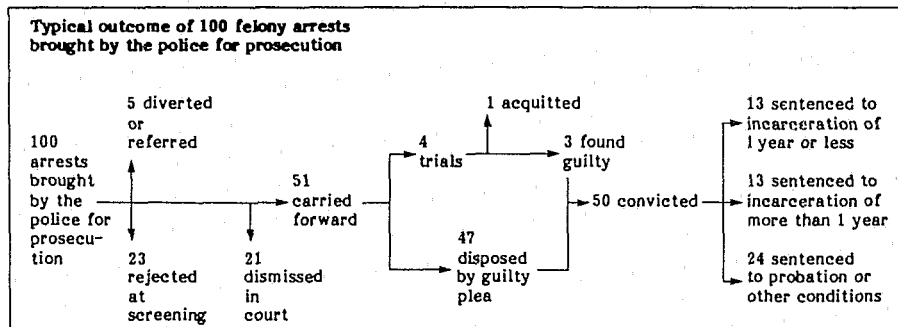 Typical outcome of 100 felony arrests
brought by the police for prosecution
100
arrests
brought
by the
police for
prosecu-
tion
5 diverted
or
referred
23
rejected
at
screening
21
dismissed
in
court
51
carried
forward
4
trials
1 acquitted
3 found
guilty
47
disposed
by guilty
plea
50 convicted
13 sentenced to
incarceration of
1 year or less
13 sentenced to
incarceration of
more than 1 year
24 sentenced
to probation or
other conditions